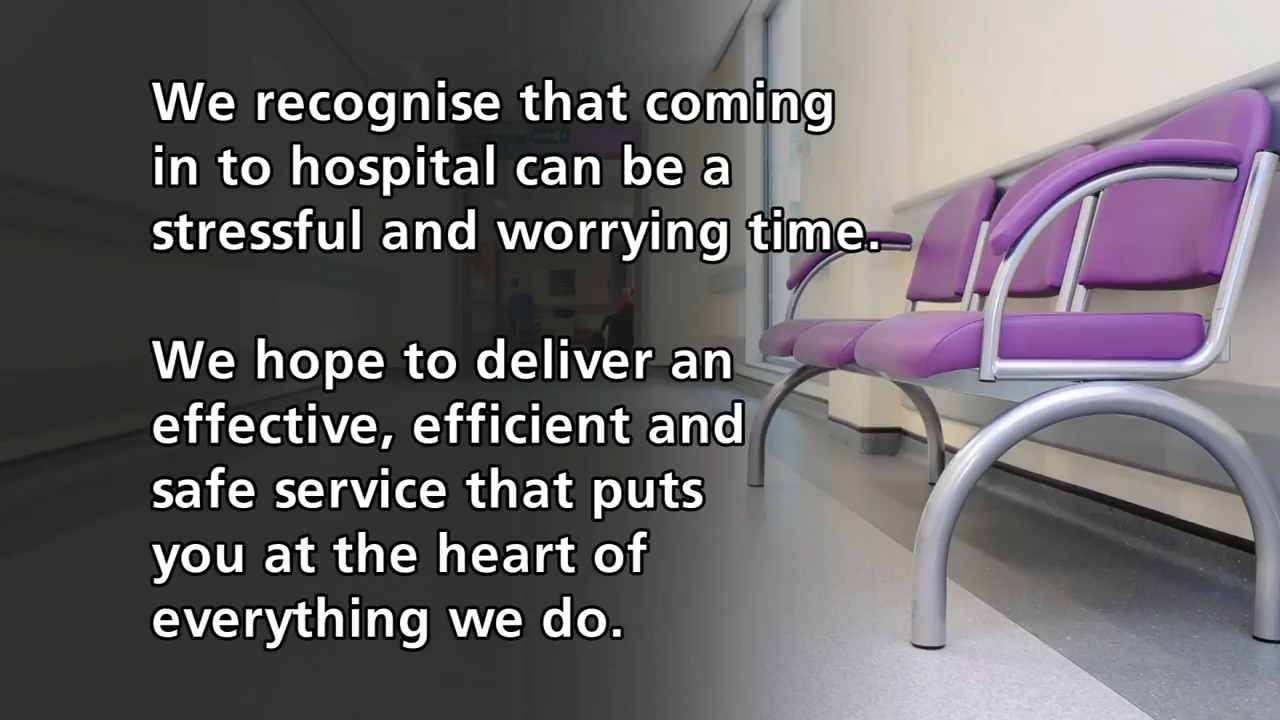 We recognise that coming
in to hospital can be a
stressful and worrying time.
We hope to deliver an
effective, efficient and
safe service that puts
you at the heart of
everything we do.